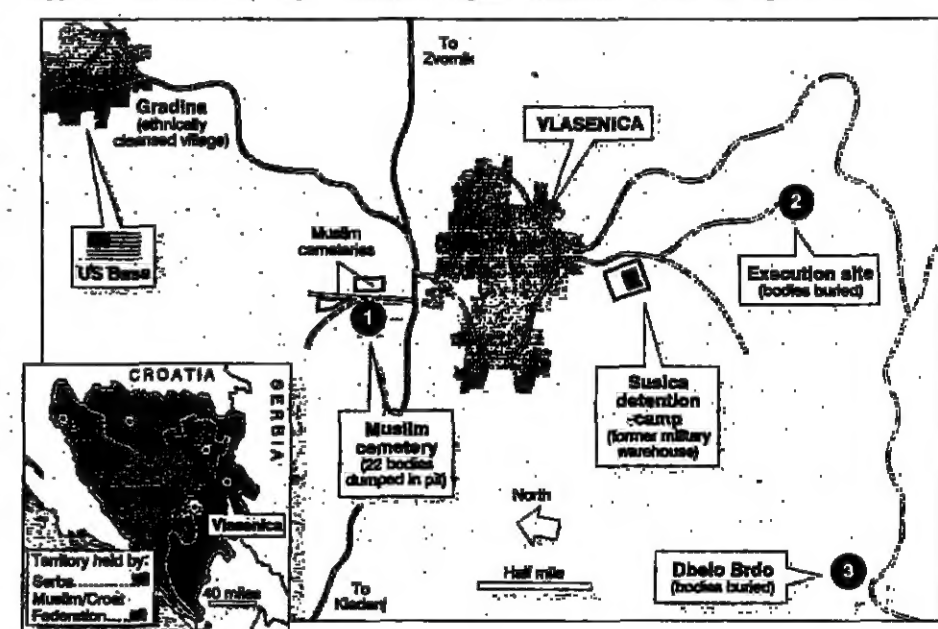 To
Zvornik
Gradina
(ethnically
cleansed village)
VLASENICA
2
Muslim
cemeteries
US Base
Execution site
(bodies buried)
1
CROATIA
SERBIA
Muslim
cemetery
(22 bodies
dumped in pit)
Susica
detention
camp
(former military
warehouse)
North
Vlasenica
Territory held by:
Serbs
Muslim/Croat
Federation
40 miles
To
Half mile
Dbelo Brdo
(bodies buried)
3